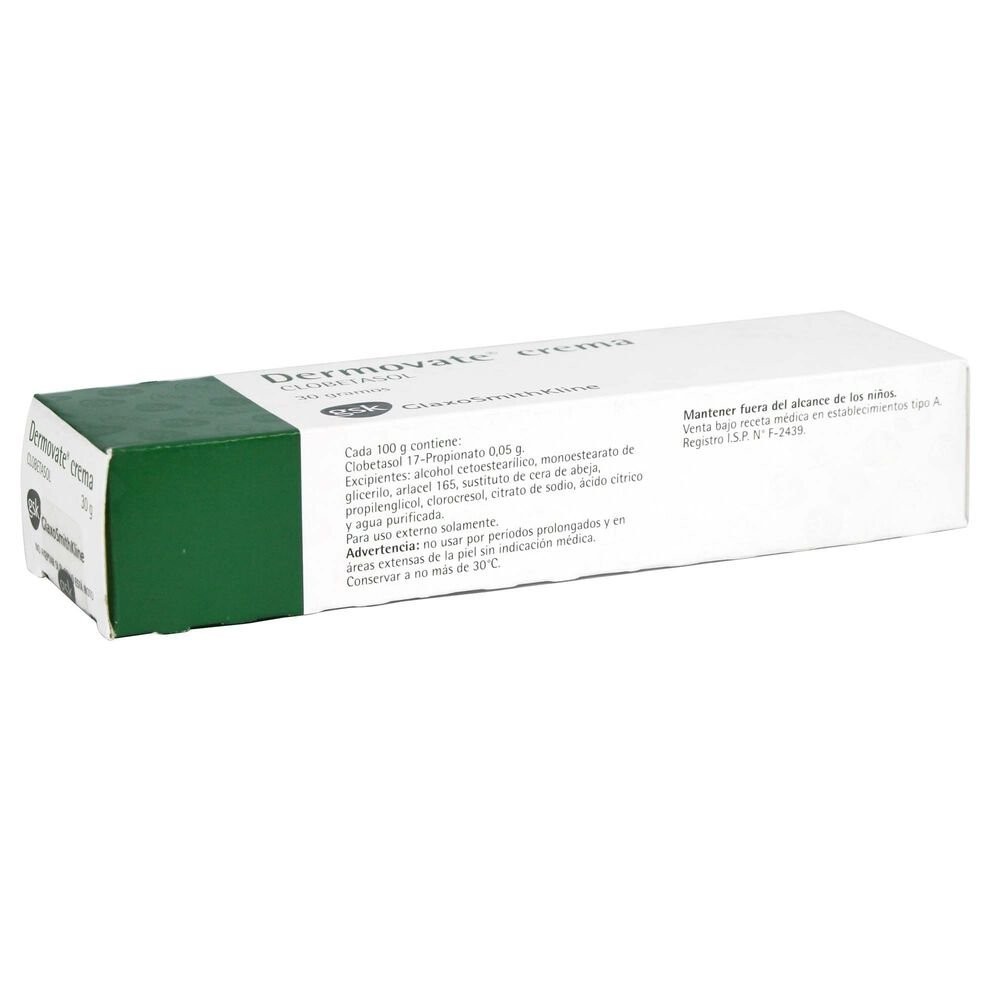 Dermovate® crema
CLOBETASOL
30 gramos
gsk GlaxoSmithKline
Cada 100 g contiene:
Clobetasol 17-Propionato 0,05 g.
Excipientes: alcohol cetoestearílico, monoestearato de
glicerilo, arlacel 165, sustituto de cera de abeja,
propilenglicol, clorocresol, citrato de sodio, ácido cítrico
y agua purificada.
Para uso externo solamente.
Advertencia: no usar por períodos prolongados y en
áreas extensas de la piel sin indicación médica.
Conservar a no más de 30°C.
Mantener fuera del alcance de los niños.
Venta bajo receta médica en establecimientos tipo A.
Registro I.S.P. N° F-2439.
Dermovate® crema
CLOBETASOL
30 g
gsk GlaxoSmithKline